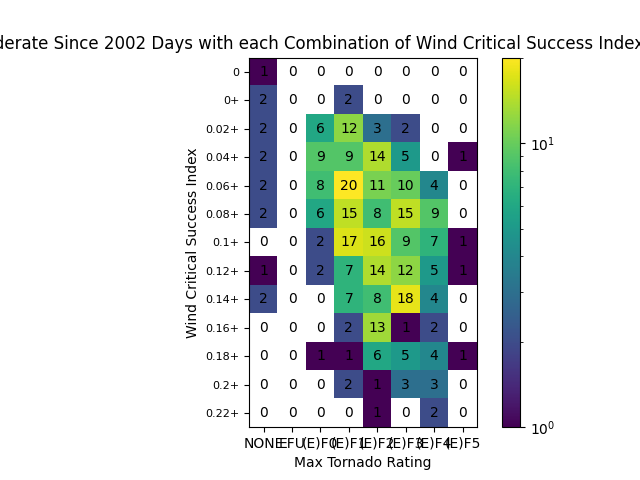 derate Since 2002 Days with each Combination of Wind Critical Success Index
Wind Critical Success Index
0 1 0 0 0 0 0 0 0
0+ 2 0 0 2 0 0 0 0
0.02+ 2 0 6 12 3 2 0 0
0.04+ 2 0 9 9 14 5 0 1
0.06+ 2 0 8 20 11 10 4 0
0.08+ 2 0 6 15 8 15 9 0
0.1+ 0 0 2 17 16 9 7 1
0.12+ 1 0 2 7 14 12 5 1
0.14+ 2 0 0 7 8 18 4 0
0.16+ 0 0 0 2 13 1 2 0
0.18+ 0 0 1 1 6 5 4 1
0.2+ 0 0 0 2 1 3 3 0
0.22+ 0 0 0 0 1 0 2 0
NONE EFU (E)F0 (E)F1 (E)F2 (E)F3 (E)F4 (E)F5
Max Tornado Rating
10¹
10⁰